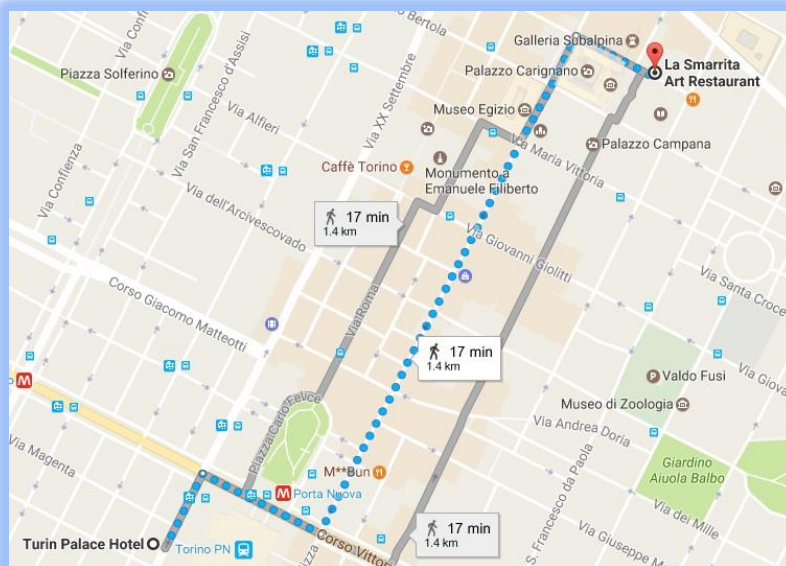 o Bertola
Via Confienza
Galleria Subalpina
La Smarrita
Art Restaurant
Piazza Solferino
Via San Francesco d'Assisi
Via XX Settembre
Palazzo Carignano
Museo Egizio
Via Alfieri
Palazzo Campana
Via Maria Vittoria
Caffè Torino
Monumento a
Emanuele Filiberto
Via Confienza
Via dell'Arcivescovado
17 min
1.4 km
Via Giovanni Giolitti
Via Santa Croce
Corso Giacomo Matteotti
Via Roma
17 min
1.4 km
M
Valdo Fusi
Via Giova
Museo di Zoologia
Piazza Carlo Felice
Via Andrea Doria
Via Magenta
M**Bun
Giardino
Aiuola Balbo
M Porta Nuova
S. Francesco da Paola
Via dei Mille
17 min
1.4 km
Turin Palace Hotel
Torino PN
Corso Vittorio
Piazza
Via Giuseppe M